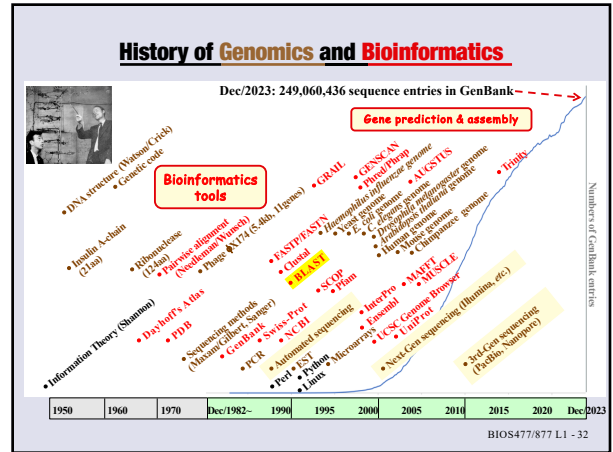 History of Genomics and Bioinformatics
Dec/2023: 249,060,436 sequence entries in GenBank
Gene prediction & assembly
Bioinformatics
tools
•DNA structure (Watson/Crick)
•Genetic code
•Insulin A-chain
(21aa)
•Ribonuclease
(124aa)
•Pairwise alignment
(Needleman/Wunsch)
•Phage ϕX174 (5.4kb, 11genes)
•GRAIL
•GENSCAN
•Phred/Phrap
•AUGUSTUS
•Trinity
•Haemophilus influenzae genome
•Yeast genome
•E. coli genome
•C. elegans genome
•Drosophila melanogaster genome
•Arabidopsis thaliana genome
•Human genome
•Mouse genome
•Chimpanzee genome
•FASTP/FASTN
•Clustal
•BLAST
•SCOP
•Pfam
•InterPro
•Ensembl
•MAFFT
•MUSCLE
•UCSC Genome Browser
•UniProt
•Information Theory (Shannon)
•Dayhoff's Atlas
•PDB
•Sequencing methods
(Maxam/Gilbert, Sanger)
•GenBank
•Swiss-Prot
•NCBI
•PCR
•Automated sequencing
•EST
•Perl
•Python
•Linux
•Microarrays
•Next-Gen sequencing (Illumina, etc.)
•3rd-Gen sequencing
(PacBio, Nanopore)
Numbers of GenBank entries
1950 1960 1970 Dec/1982~ 1990 1995 2000 2005 2010 2015 2020 Dec/2023
BIOS477/877 L1 - 32